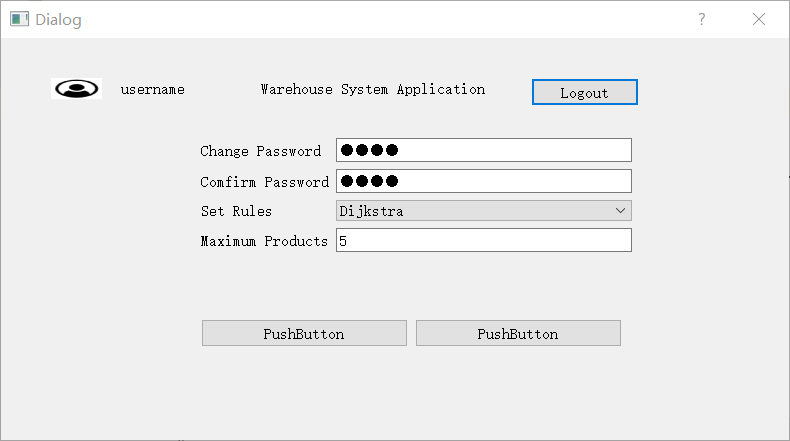 Dialog
username Warehouse System Application Logout
Change Password ●●●●
Comfirm Password ●●●●
Set Rules Dijkstra
Maximum Products 5
PushButton PushButton